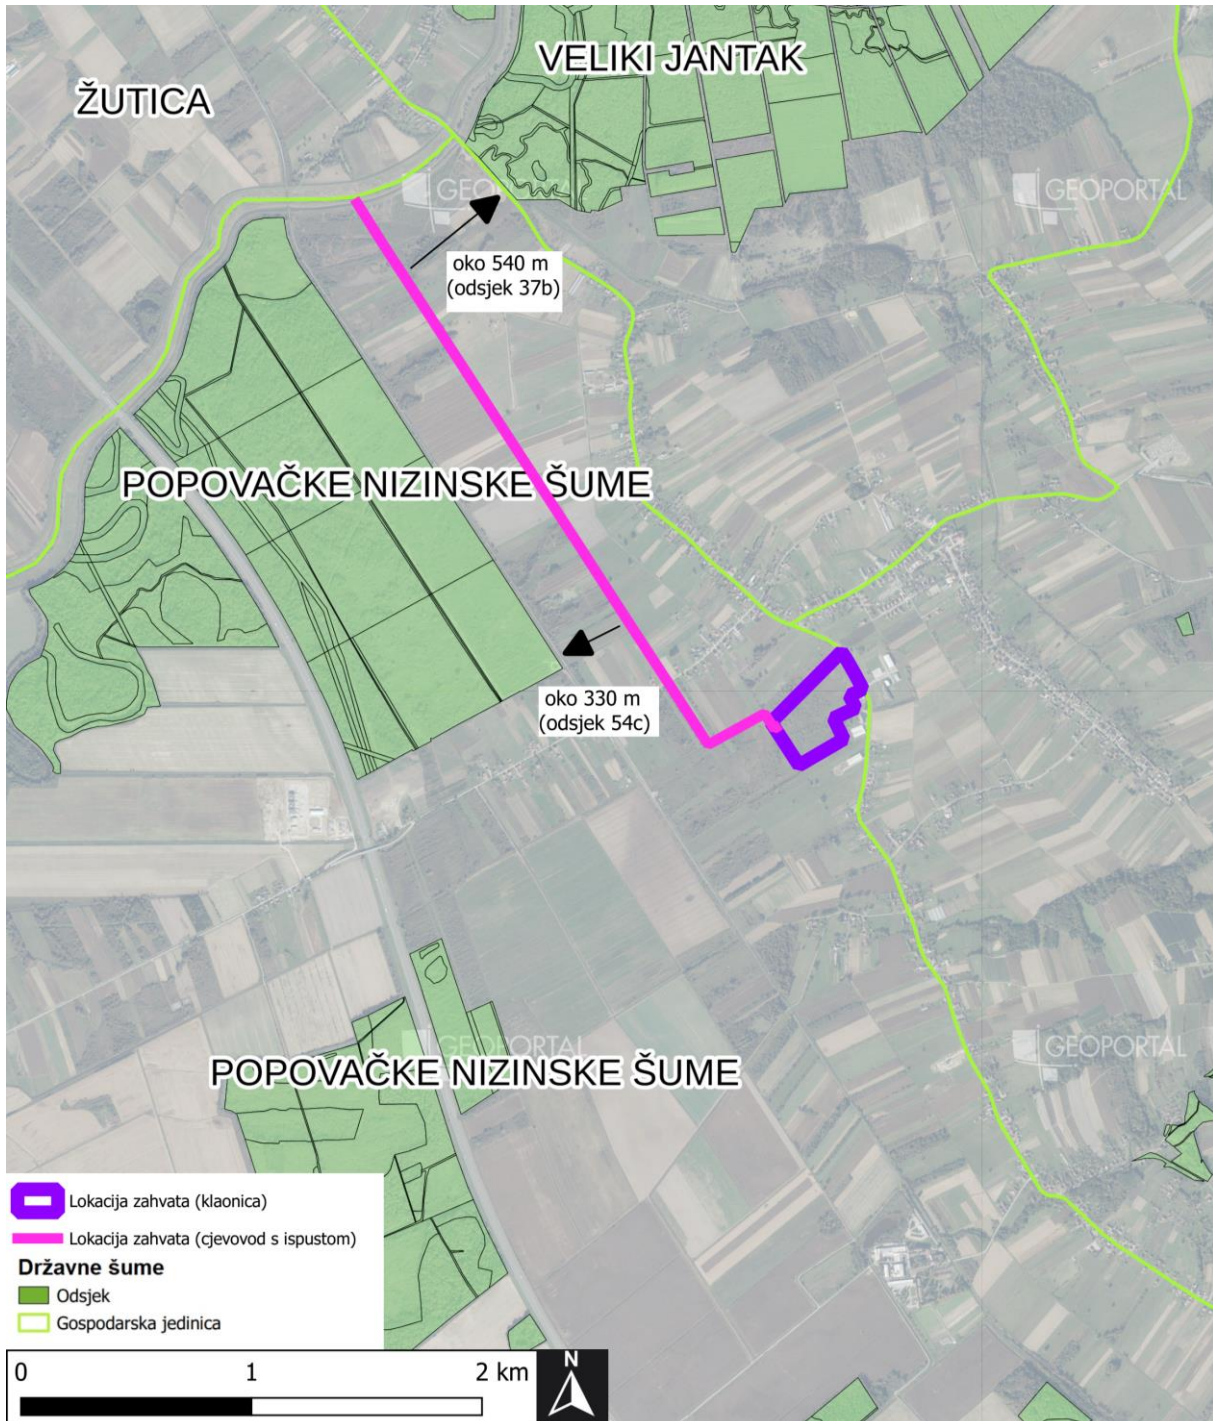 VELIKI JANTAK
ŽUTICA
GEOPORTAL
GEOPORTAL
oko 540 m
(odsjek 37b)
POPOVAČKE NIZINSKE ŠUME
oko 330 m
(odsjek 54c)
GEOPORTAL
GEOPORTAL
POPOVAČKE NIZINSKE ŠUME
Lokacija zahvata (klaonica)
Lokacija zahvata (cjevovod s ispustom)
Državne šume
Odsjek
Gospodarska jedinica
0 1 2 km
N